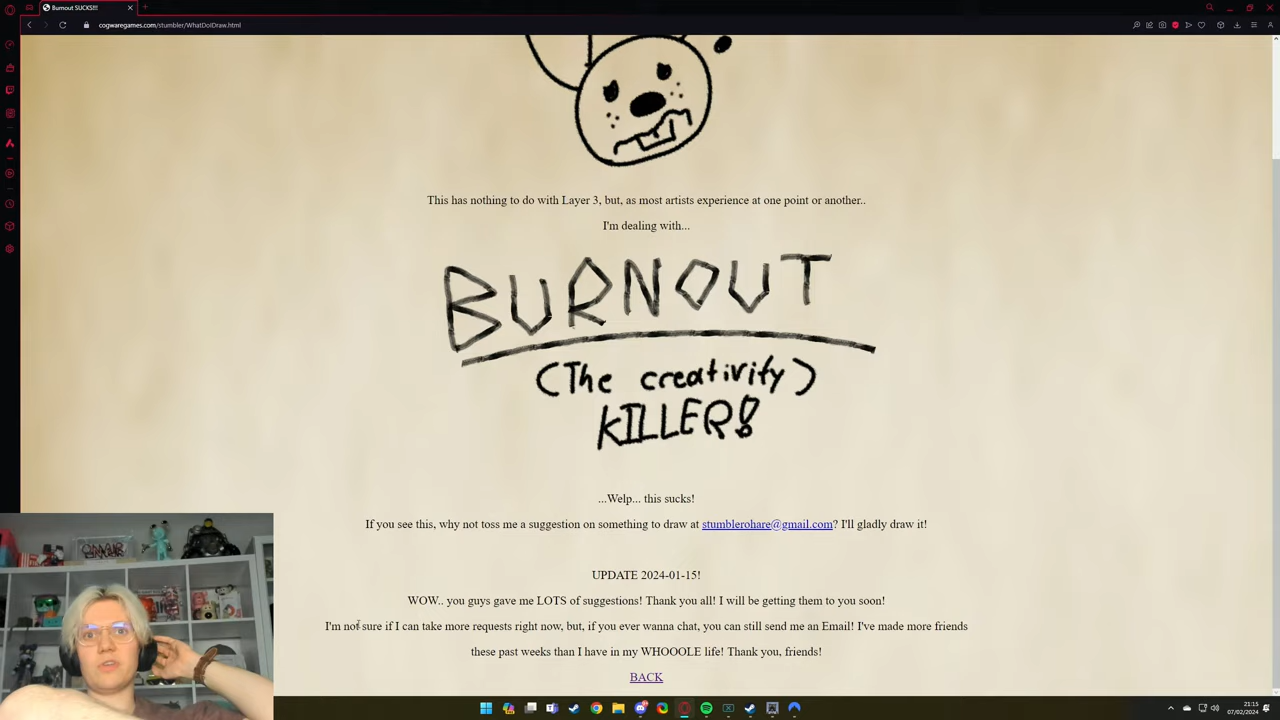 Burnout SUCKS!!!
cogwaregames.com/stumbler/WhatDoIDraw.html
This has nothing to do with Layer 3, but, as most artists experience at one point or another..
I'm dealing with...
BURNOUT
(The creativity)
KILLER!
...Welp... this sucks!
If you see this, why not toss me a suggestion on something to draw at stumblerohare@gmail.com? I'll gladly draw it!
UPDATE 2024-01-15!
WOW.. you guys gave me LOTS of suggestions! Thank you all! I will be getting them to you soon!
I'm not sure if I can take more requests right now, but, if you ever wanna chat, you can still send me an Email! I've made more friends
these past weeks than I have in my WHOOOLE life! Thank you, friends!
BACK
21:15
07/02/2024